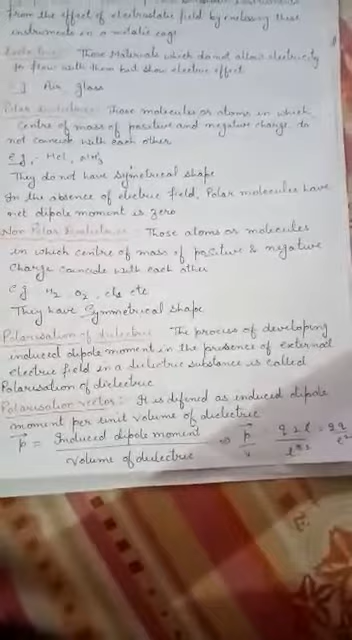 from the effect of electrostatic field by enclosing these
instruments in a metalic cage
Dielectrics: Those Materials which do not allow electricity
to flow with them but show electric effect
eg Air, glass
Polar Dielectrics: Those molecules or atoms in which
centre of mass of positive and negative charge do
not coincide with each other
eg, HCl, NH3
They do not have symetrical shape
In the absence of electric field, Polar molecules have
net dipole moment is zero
Non Polar Dielectrics: Those atoms or molecules
in which centre of mass of positive & negative
charge coincide with each other
eg H2 O2, etc
They have symmetrical shape
Polarisation of dielectric The process of developing
induced dipole moment in the presence of external
electric field in a dielectric substance is called
Polarisation of dielectric
Polarisation vector: It is defined as induced dipole
moment per unit volume of dielectric
p = Induced dipole moment ⇒ p
Volume of dielectric v